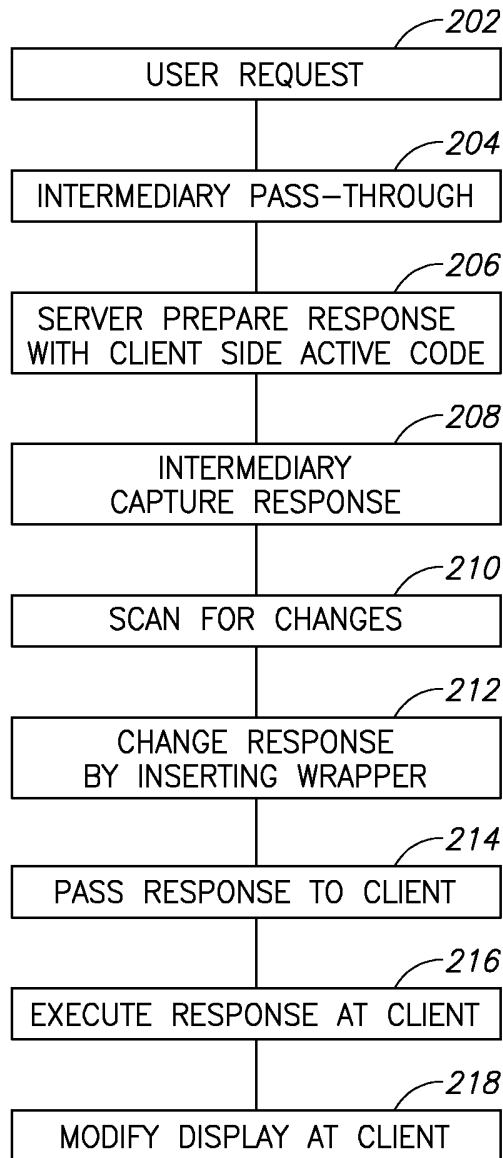 202
USER REQUEST
204
INTERMEDIARY PASS-THROUGH
206
SERVER PREPARE RESPONSE
WITH CLIENT SIDE ACTIVE CODE
208
INTERMEDIARY
CAPTURE RESPONSE
210
SCAN FOR CHANGES
212
CHANGE RESPONSE
BY INSERTING WRAPPER
214
PASS RESPONSE TO CLIENT
216
EXECUTE RESPONSE AT CLIENT
218
MODIFY DISPLAY AT CLIENT